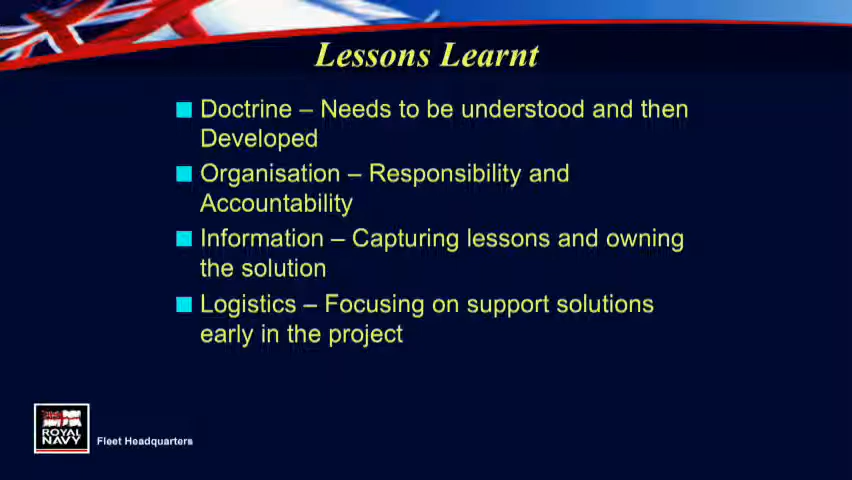 Lessons Learnt
Doctrine – Needs to be understood and then
Developed
Organisation – Responsibility and
Accountability
Information – Capturing lessons and owning
the solution
Logistics – Focusing on support solutions
early in the project
ROYAL
NAVY
Fleet Headquarters